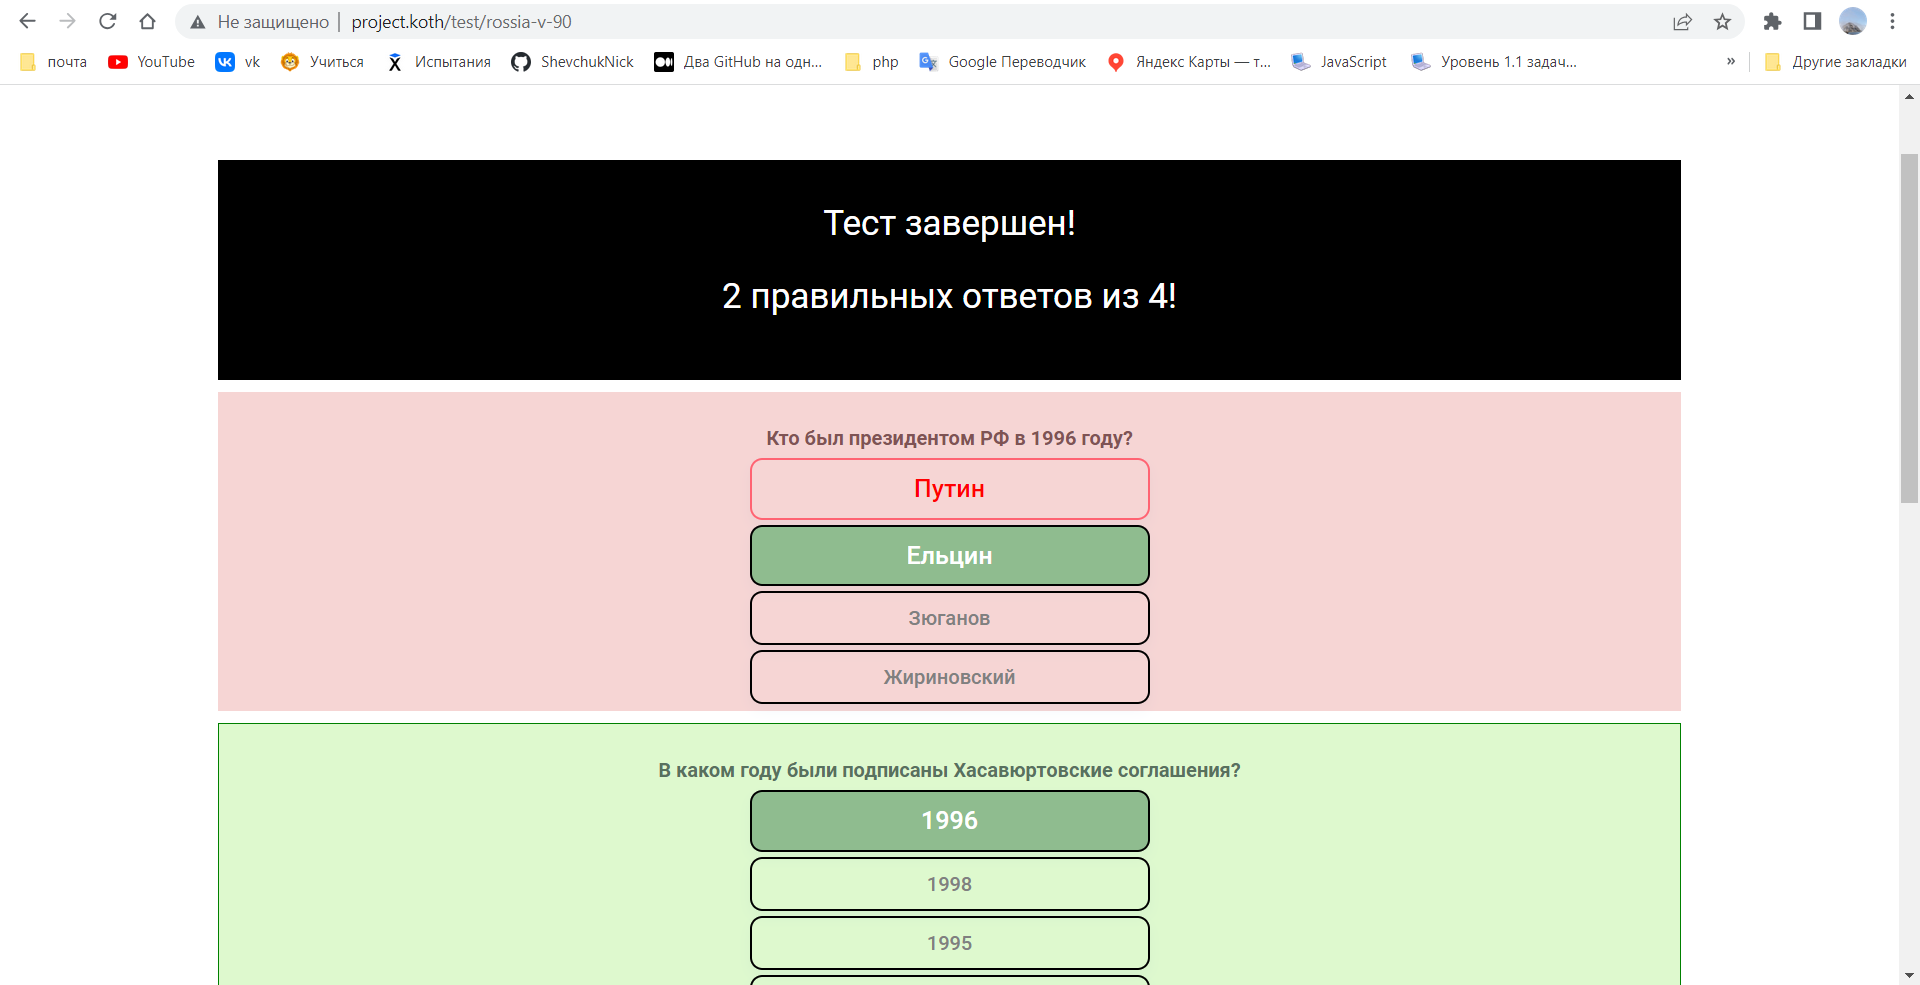 Не защищено | project.koth/test/rossia-v-90
почта YouTube vk Учиться Испытания ShevchukNick Два GitHub на одн... php Google Переводчик Яндекс Карты — т... JavaScript Уровень 1.1 задач... » Другие закладки
Тест завершен!
2 правильных ответов из 4!
Кто был президентом РФ в 1996 году?
Путин
Ельцин
Зюганов
Жириновский
В каком году были подписаны Хасавюртовские соглашения?
1996
1998
1995